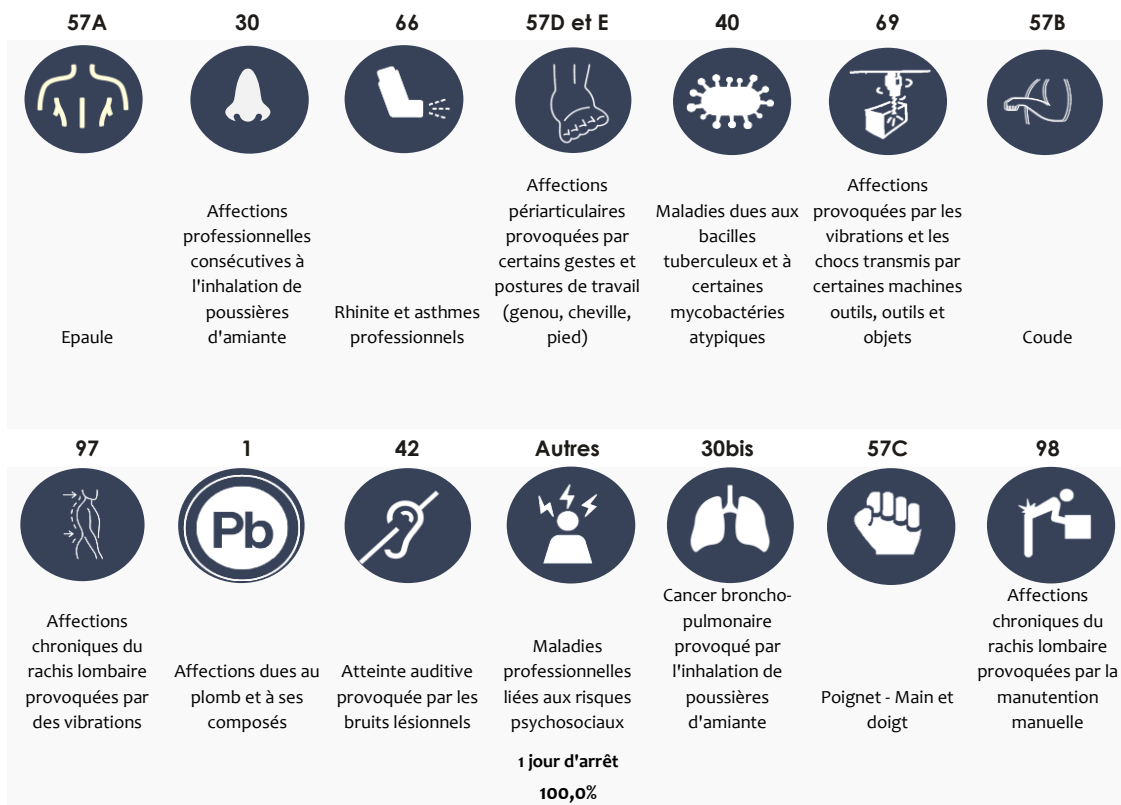 57A
30
66
57D et E
40
69
57B
Epaule
Affections
professionnelles
consécutives à
l'inhalation de
poussières
d'amiante
Rhinite et asthmes
professionnels
Affections
périarticulaires
provoquées par
certains gestes et
postures de travail
(genou, cheville,
pied)
Maladies dues aux
bacilles
tuberculeux et à
certaines
mycobactéries
atypiques
Affections
provoquées par les
vibrations et les
chocs transmis par
certaines machines
outils, outils et
objets
Coude
97
1
42
Autres
30bis
57C
98
Pb
Affections
chroniques du
rachis lombaire
provoquées par
des vibrations
Affections dues au
plomb et à ses
composés
Atteinte auditive
provoquée par les
bruits lésionnels
Maladies
professionnelles
liées aux risques
psychosociaux
1 jour d'arrêt
100,0%
Cancer broncho-
pulmonaire
provoqué par
l'inhalation de
poussières
d'amiante
Poignet - Main et
doigt
Affections
chroniques du
rachis lombaire
provoquées par la
manutention
manuelle